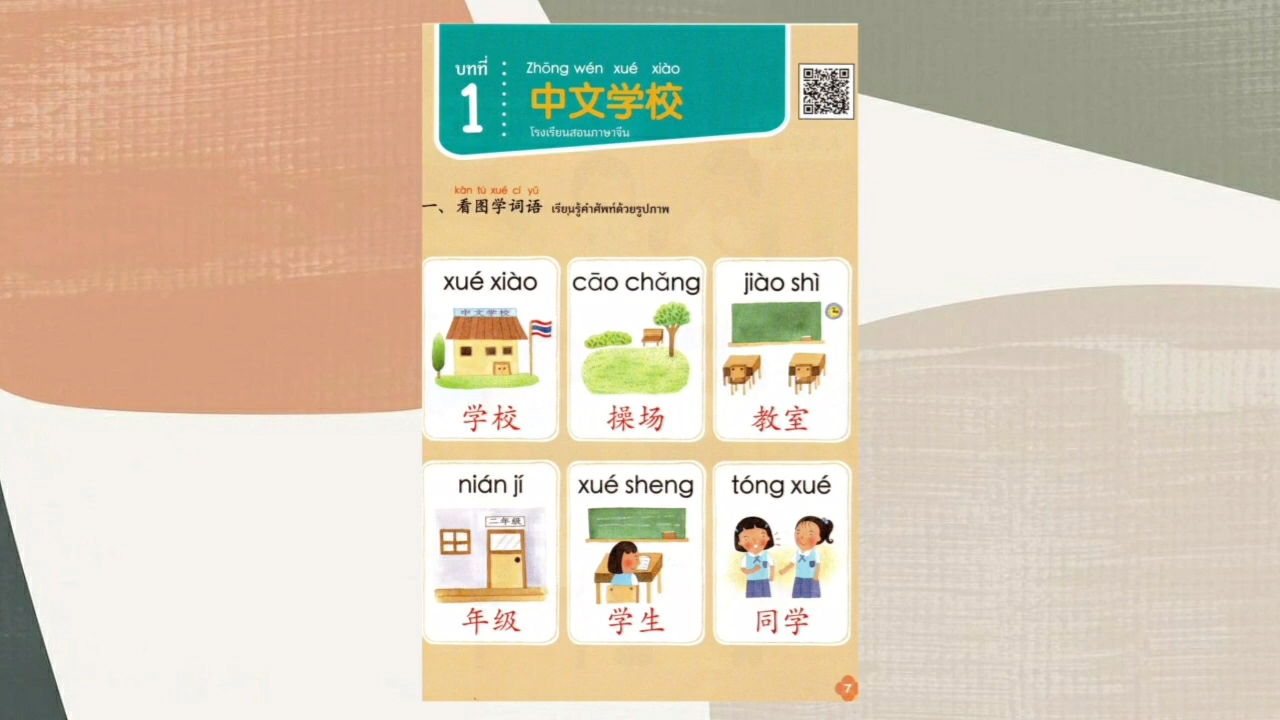 บทที่
1
Zhōng wén xué xiào
中文学校
โรงเรียนสอนภาษาจีน
kàn tú xué cí yǔ
一、看图学词语 เรียนรู้คำศัพท์ด้วยรูปภาพ
xué xiào
中文学校
学校
cāo chǎng
操场
jiào shì
教室
nián jí
二年级
年级
xué sheng
学生
tóng xué
同学
7